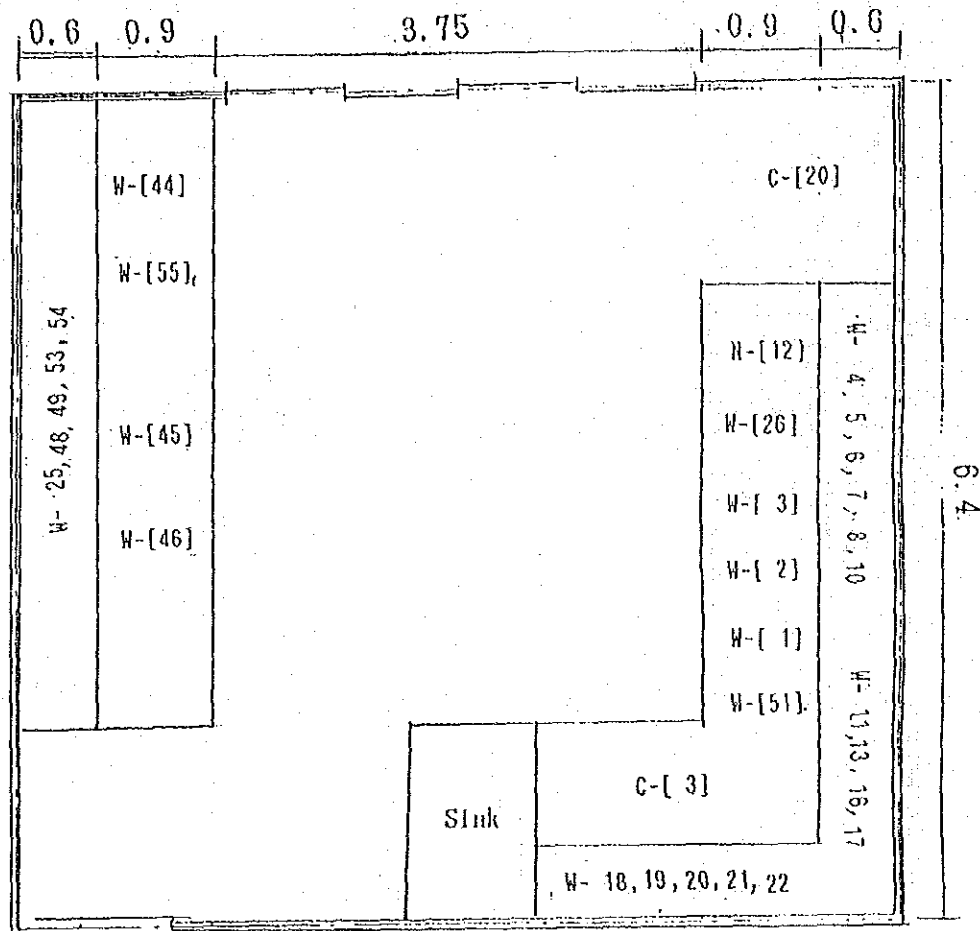 0.6 0.9 3.75 0.9 0.6
W-[44]
C-[20]
W-[55]
W- 25, 48, 49, 53, 54
N-[12]
W- 4, 5, 6, 7, 8, 10
W-[26]
W-[45]
6.4
W-[ 3]
W-[46]
W-[ 2]
W-[ 1]
W-[51]
W- 11, 13, 16, 17
C-[ 3]
Sink
W- 18, 19, 20, 21, 22